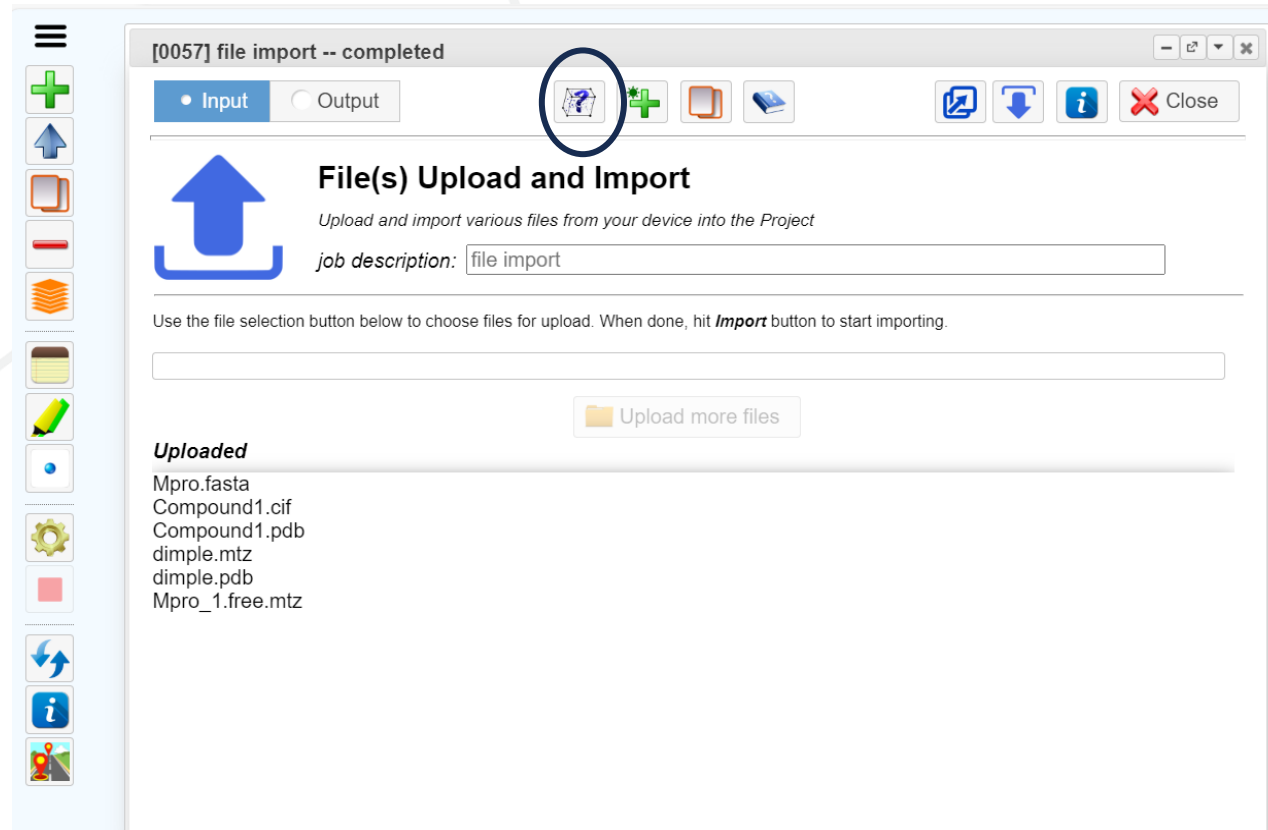 [0057] file import -- completed
Input
Output
?
i
Close
File(s) Upload and Import
Upload and import various files from your device into the Project
job description: file import
Use the file selection button below to choose files for upload. When done, hit Import button to start importing.
Upload more files
Uploaded
Mpro.fasta
Compound1.cif
Compound1.pdb
dimple.mtz
dimple.pdb
Mpro_1.free.mtz
i